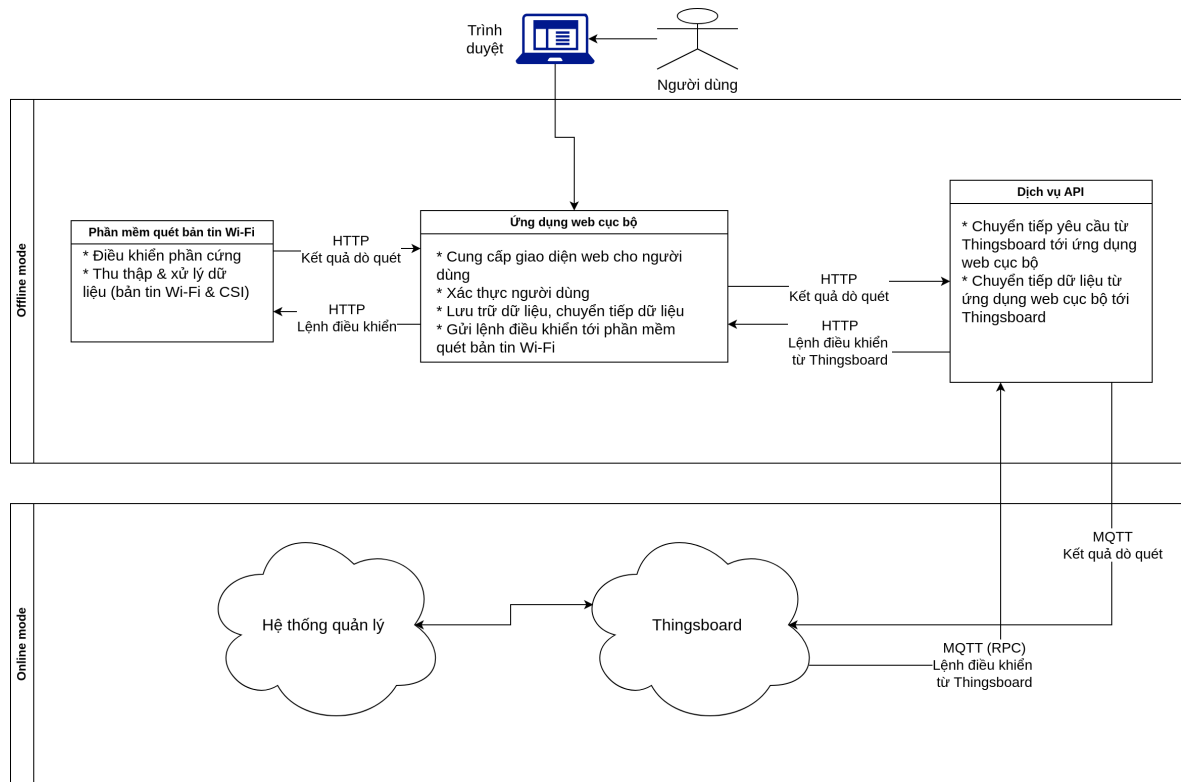 Trình
duyệt
Người dùng
Offline mode
Phần mềm quét bản tin Wi-Fi
* Điều khiển phần cứng
* Thu thập & xử lý dữ
liệu (bản tin Wi-Fi & CSI)
HTTP
Kết quả dò quét
HTTP
Lệnh điều khiển
Ứng dụng web cục bộ
* Cung cấp giao diện web cho người
dùng
* Xác thực người dùng
* Lưu trữ dữ liệu, chuyển tiếp dữ liệu
* Gửi lệnh điều khiển tới phần mềm
quét bản tin Wi-Fi
HTTP
Kết quả dò quét
HTTP
Lệnh điều khiển
từ Thingsboard
Dịch vụ API
* Chuyển tiếp yêu cầu từ
Thingsboard tới ứng dụng
web cục bộ
* Chuyển tiếp dữ liệu từ
ứng dụng web cục bộ tới
Thingsboard
Online mode
Hệ thống quản lý
Thingsboard
MQTT
Kết quả dò quét
MQTT (RPC)
Lệnh điều khiển
từ Thingsboard